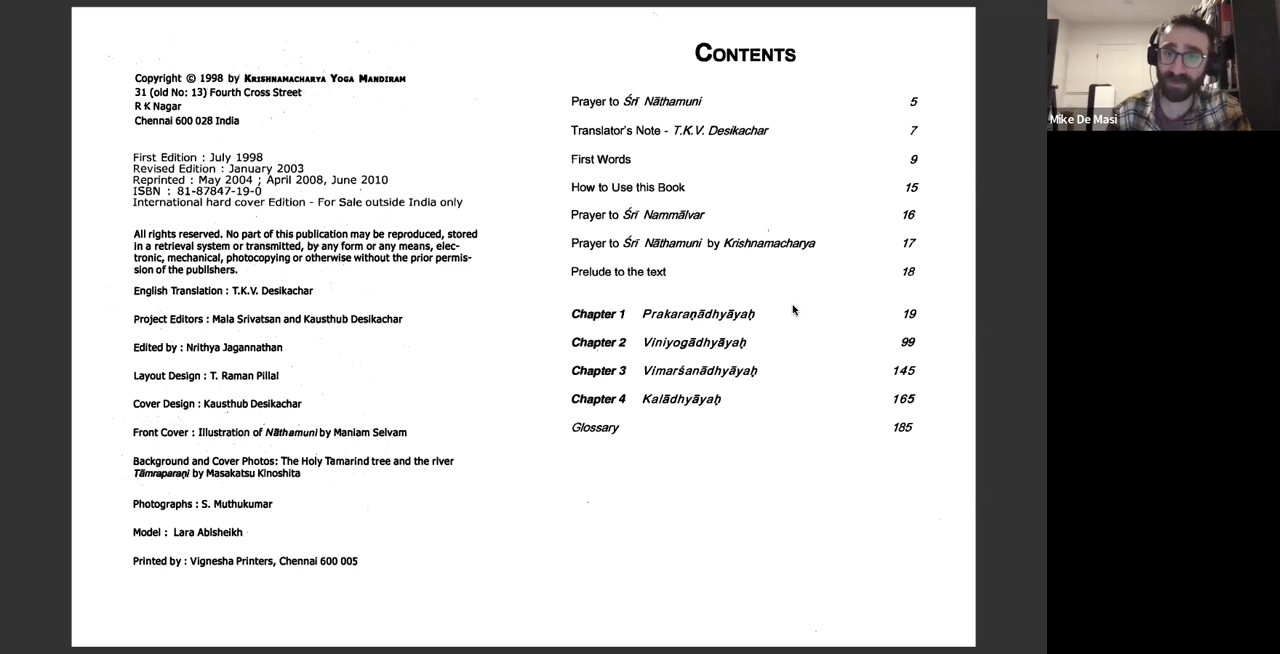 Copyright © 1998 by KRISHNAMACHARYA YOGA MANDIRAM
31 (old No: 13) Fourth Cross Street
R K Nagar
Chennai 600 028 India
First Edition : July 1998
Revised Edition : January 2003
Reprinted : May 2004 ; April 2008, June 2010
ISBN : 81-87847-19-0
International hard cover Edition - For Sale outside India only
All rights reserved. No part of this publication may be reproduced, stored
in a retrieval system or transmitted, by any form or any means, elec-
tronic, mechanical, photocopying or otherwise without the prior permis-
sion of the publishers.
English Translation : T.K.V. Desikachar
Project Editors : Mala Srivatsan and Kausthub Desikachar
Edited by : Nrithya Jagannathan
Layout Design : T. Raman Pillai
Cover Design : Kausthub Desikachar
Front Cover : Illustration of Nāthamuni by Maniam Selvam
Background and Cover Photos: The Holy Tamarind tree and the river
Tāmraparaṇi by Masakatsu Kinoshita
Photographs : S. Muthukumar
Model : Lara Abisheikh
Printed by : Vignesha Printers, Chennai 600 005
CONTENTS
Prayer to Śrī Nāthamuni 5
Translator's Note - T.K.V. Desikachar 7
First Words 9
How to Use this Book 15
Prayer to Śrī Nammālvar 16
Prayer to Śrī Nāthamuni by Krishnamacharya 17
Prelude to the text 18
Chapter 1 Prakaraṇādhyāyaḥ 19
Chapter 2 Viniyogādhyāyaḥ 99
Chapter 3 Vimarśanādhyāyaḥ 145
Chapter 4 Kalādhyāyaḥ 165
Glossary 185
Mike De Masi